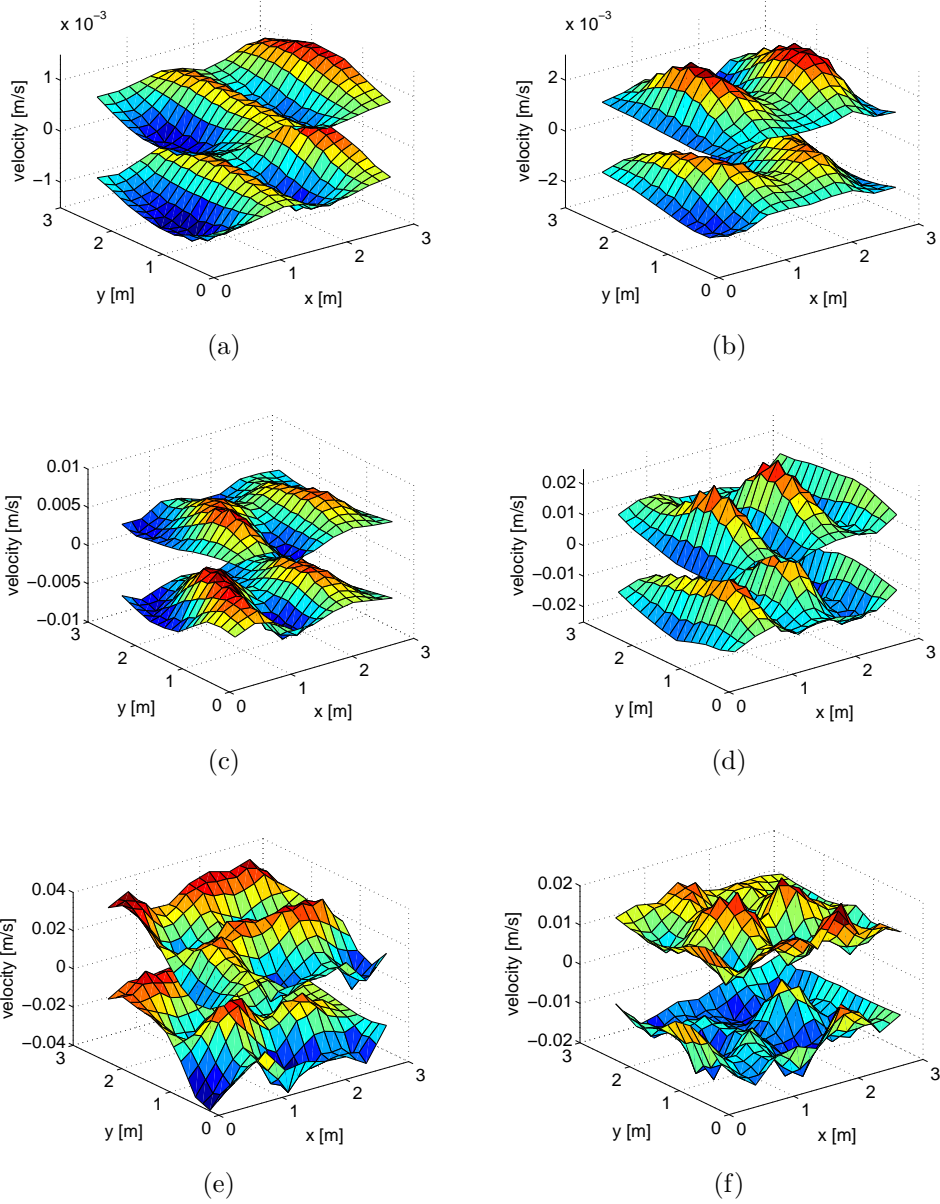 x 10⁻³
velocity [m/s]
1
0
−1
3
2
1
0
y [m]
0
1
2
3
x [m]
(a)
x 10⁻³
velocity [m/s]
2
0
−2
3
2
1
0
y [m]
0
1
2
3
x [m]
(b)
velocity [m/s]
0.01
0.005
0
−0.005
−0.01
3
2
1
0
y [m]
0
1
2
3
x [m]
(c)
velocity [m/s]
0.02
0.01
0
−0.01
−0.02
3
2
1
0
y [m]
0
1
2
3
x [m]
(d)
velocity [m/s]
0.04
0.02
0
−0.02
−0.04
3
2
1
0
y [m]
0
1
2
3
x [m]
(e)
velocity [m/s]
0.02
0.01
0
−0.01
−0.02
3
2
1
0
y [m]
0
1
2
3
x [m]
(f)